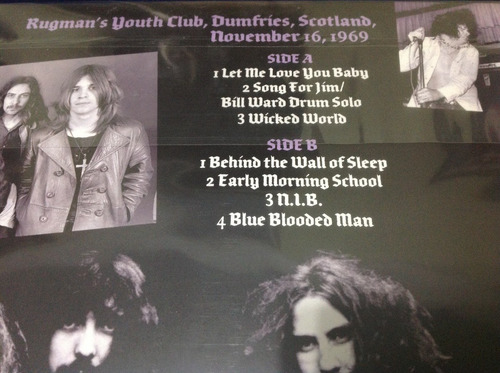 Rugman's Youth Club, Dumfries, Scotland,
November 16, 1969
SIDE A
1 Let Me Love You Baby
2 Song For Jim/
Bill Ward Drum Solo
3 Wicked World
SIDE B
1 Behind the Wall of Sleep
2 Early Morning School
3 N.I.B.
4 Blue Blooded Man